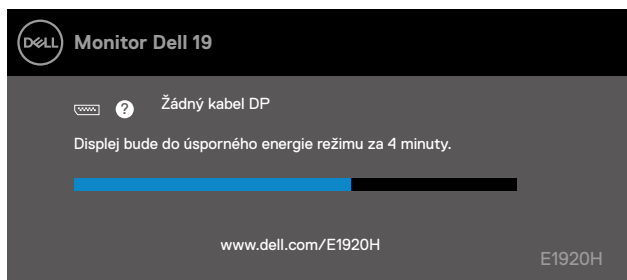 DELL Monitor Dell 19
? Žádný kabel DP
Displej bude do úsporného energie režimu za 4 minuty.
www.dell.com/E1920H
E1920H